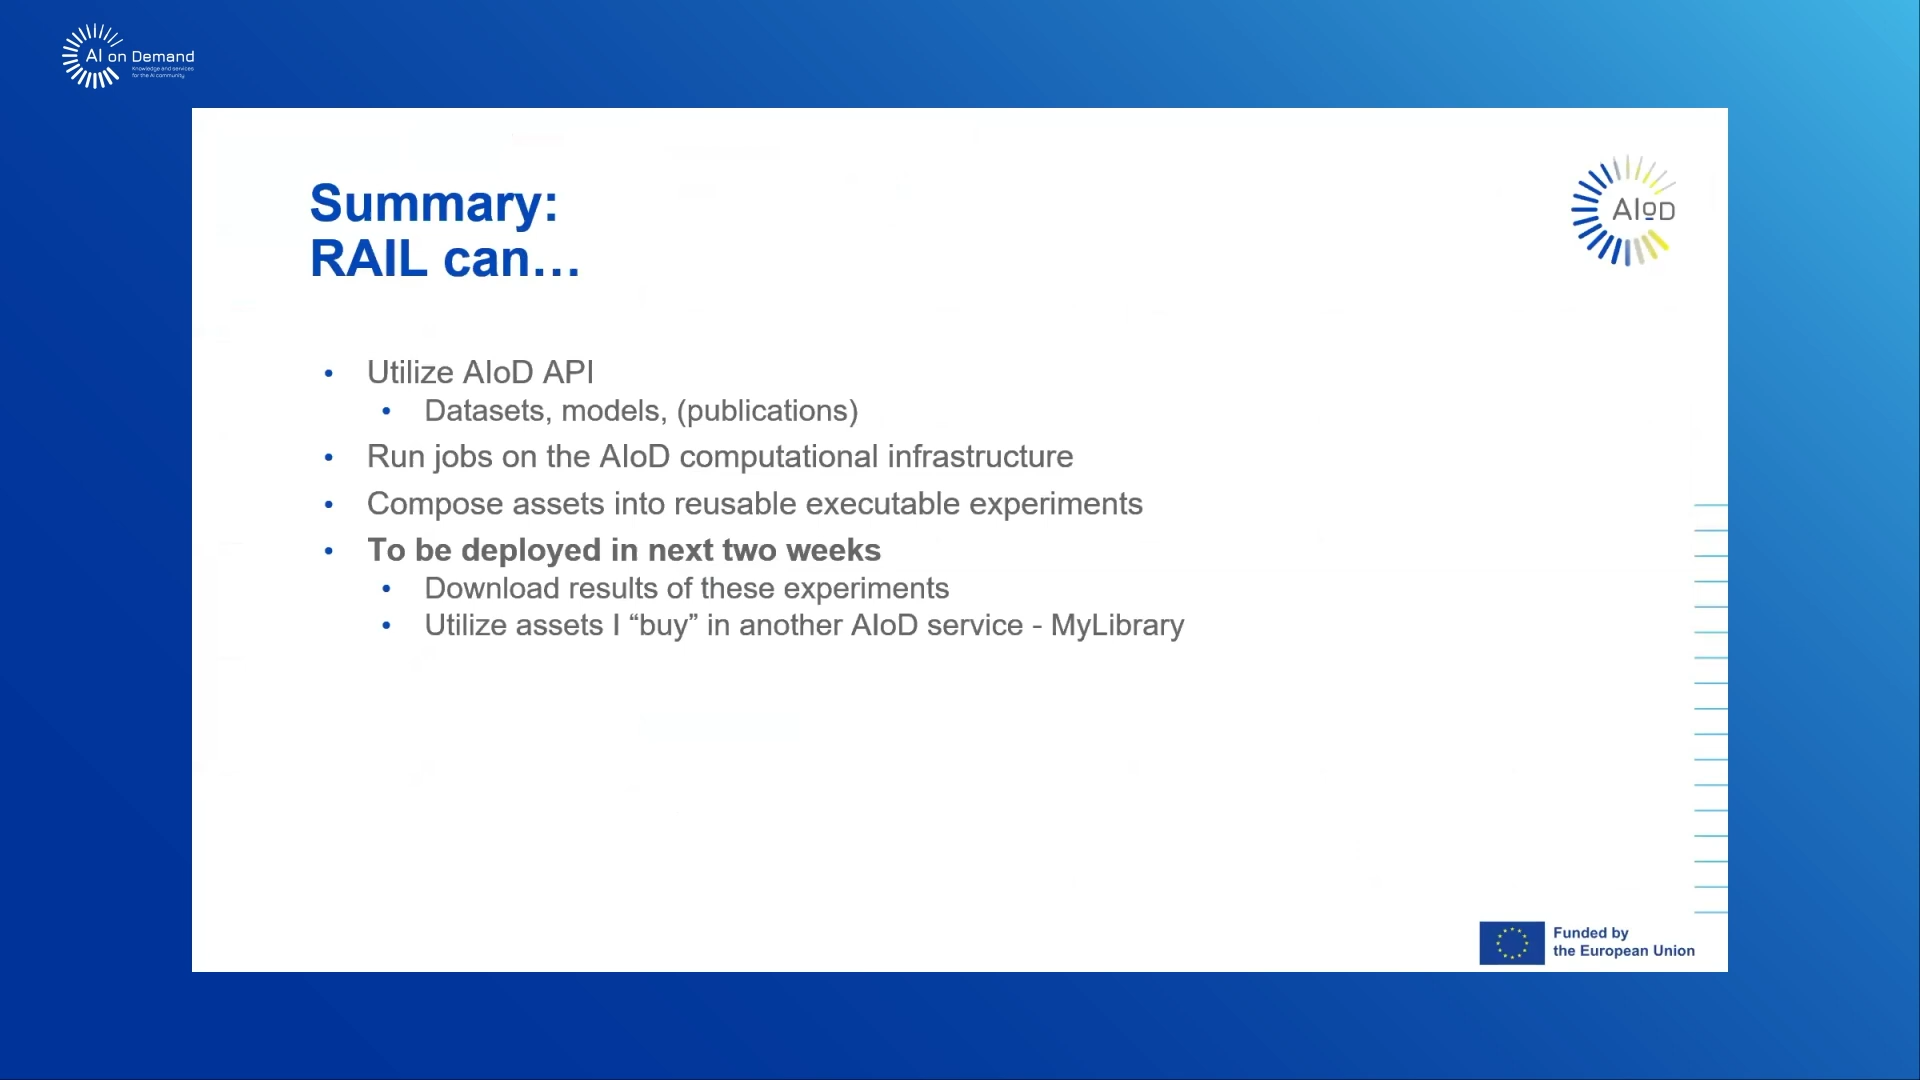 AI on Demand
Knowledge and services
for the AI community
Summary:
RAIL can…
AIoD
• Utilize AIoD API
• Datasets, models, (publications)
• Run jobs on the AIoD computational infrastructure
• Compose assets into reusable executable experiments
• To be deployed in next two weeks
• Download results of these experiments
• Utilize assets I “buy” in another AIoD service - MyLibrary
Funded by
the European Union